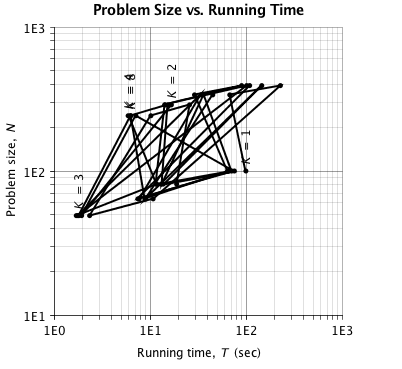 Problem Size vs. Running Time
1E3
K = 2
K = 8
K = 1
1E2
K = 3
Problem size, N
1E1
1E0 1E1 1E2 1E3
Running time, T (sec)